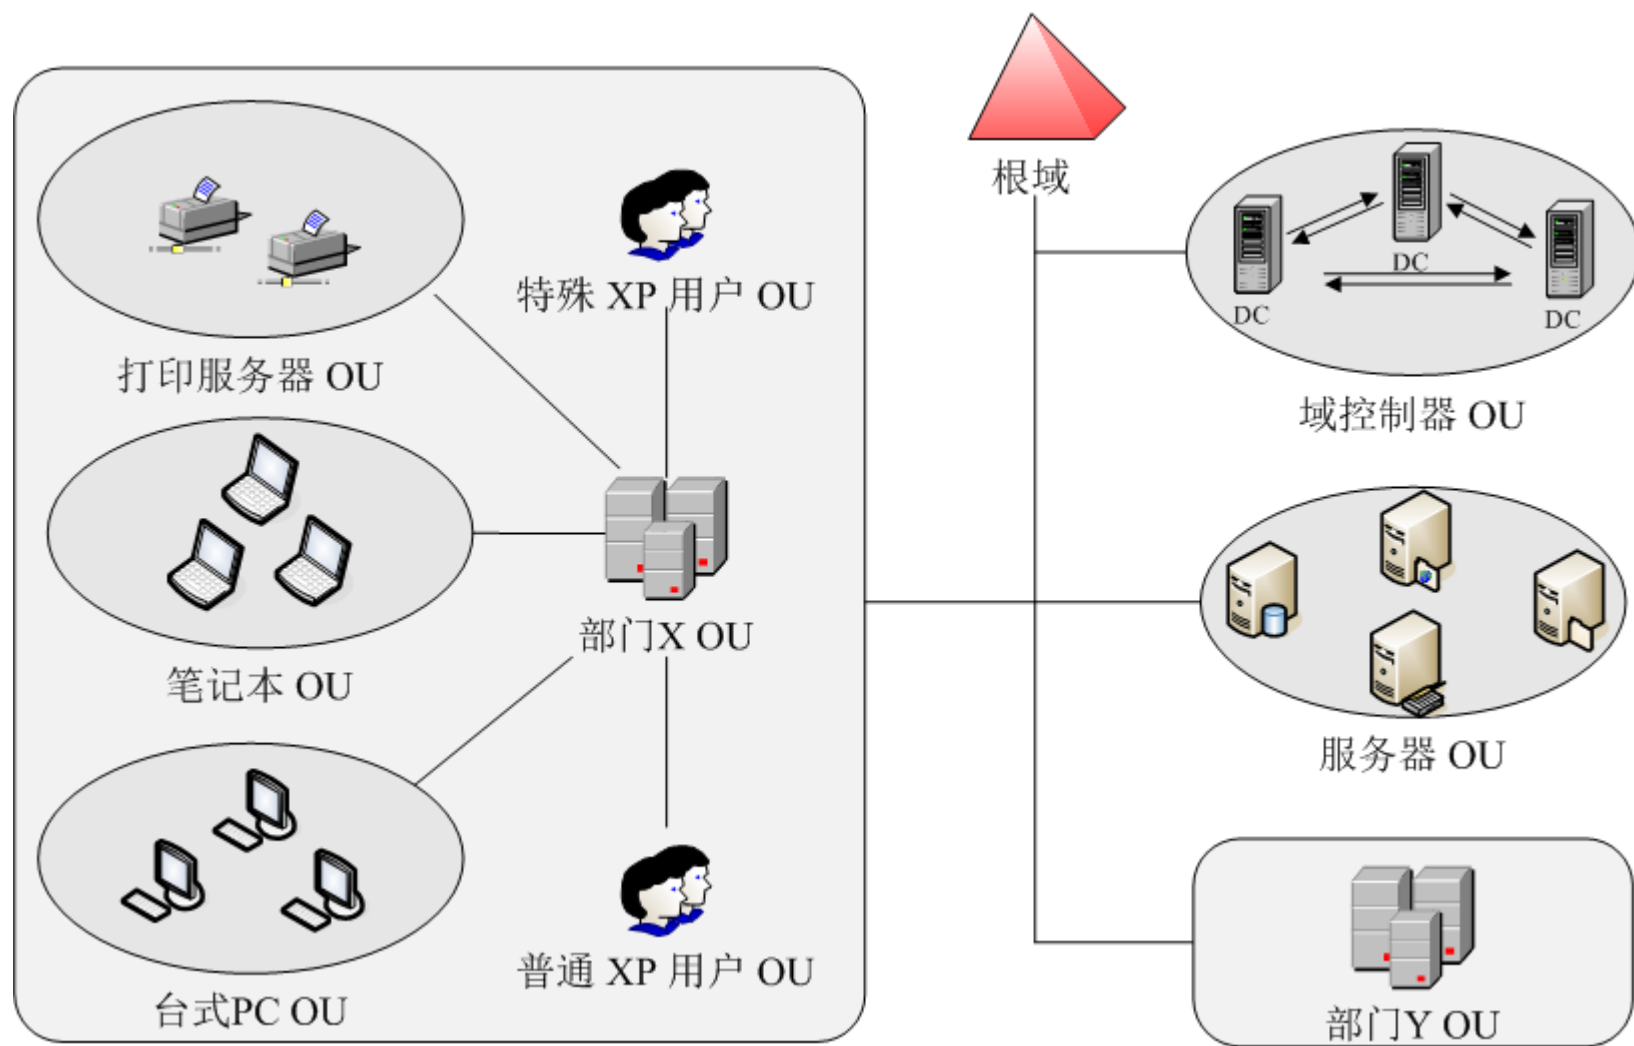 根域
特殊 XP 用户 OU
打印服务器 OU
DC
DC
DC
域控制器 OU
部门X OU
笔记本 OU
服务器 OU
普通 XP 用户 OU
台式PC OU
部门Y OU